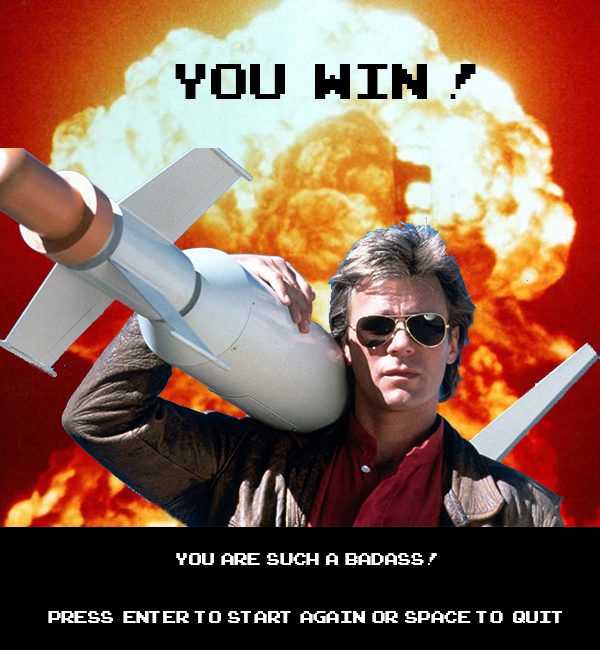 YOU WIN!
YOU ARE SUCH A BADASS!
PRESS ENTER TO START AGAIN OR SPACE TO QUIT